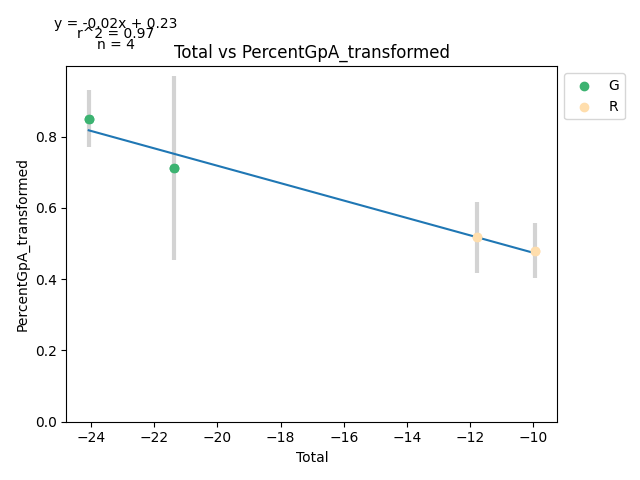 y = -0.02x + 0.23
r^2 = 0.97
n = 4
Total vs PercentGpA_transformed
G
R
PercentGpA_transformed
0.8
0.6
0.4
0.2
0.0
−24 −22 −20 −18 −16 −14 −12 −10
Total